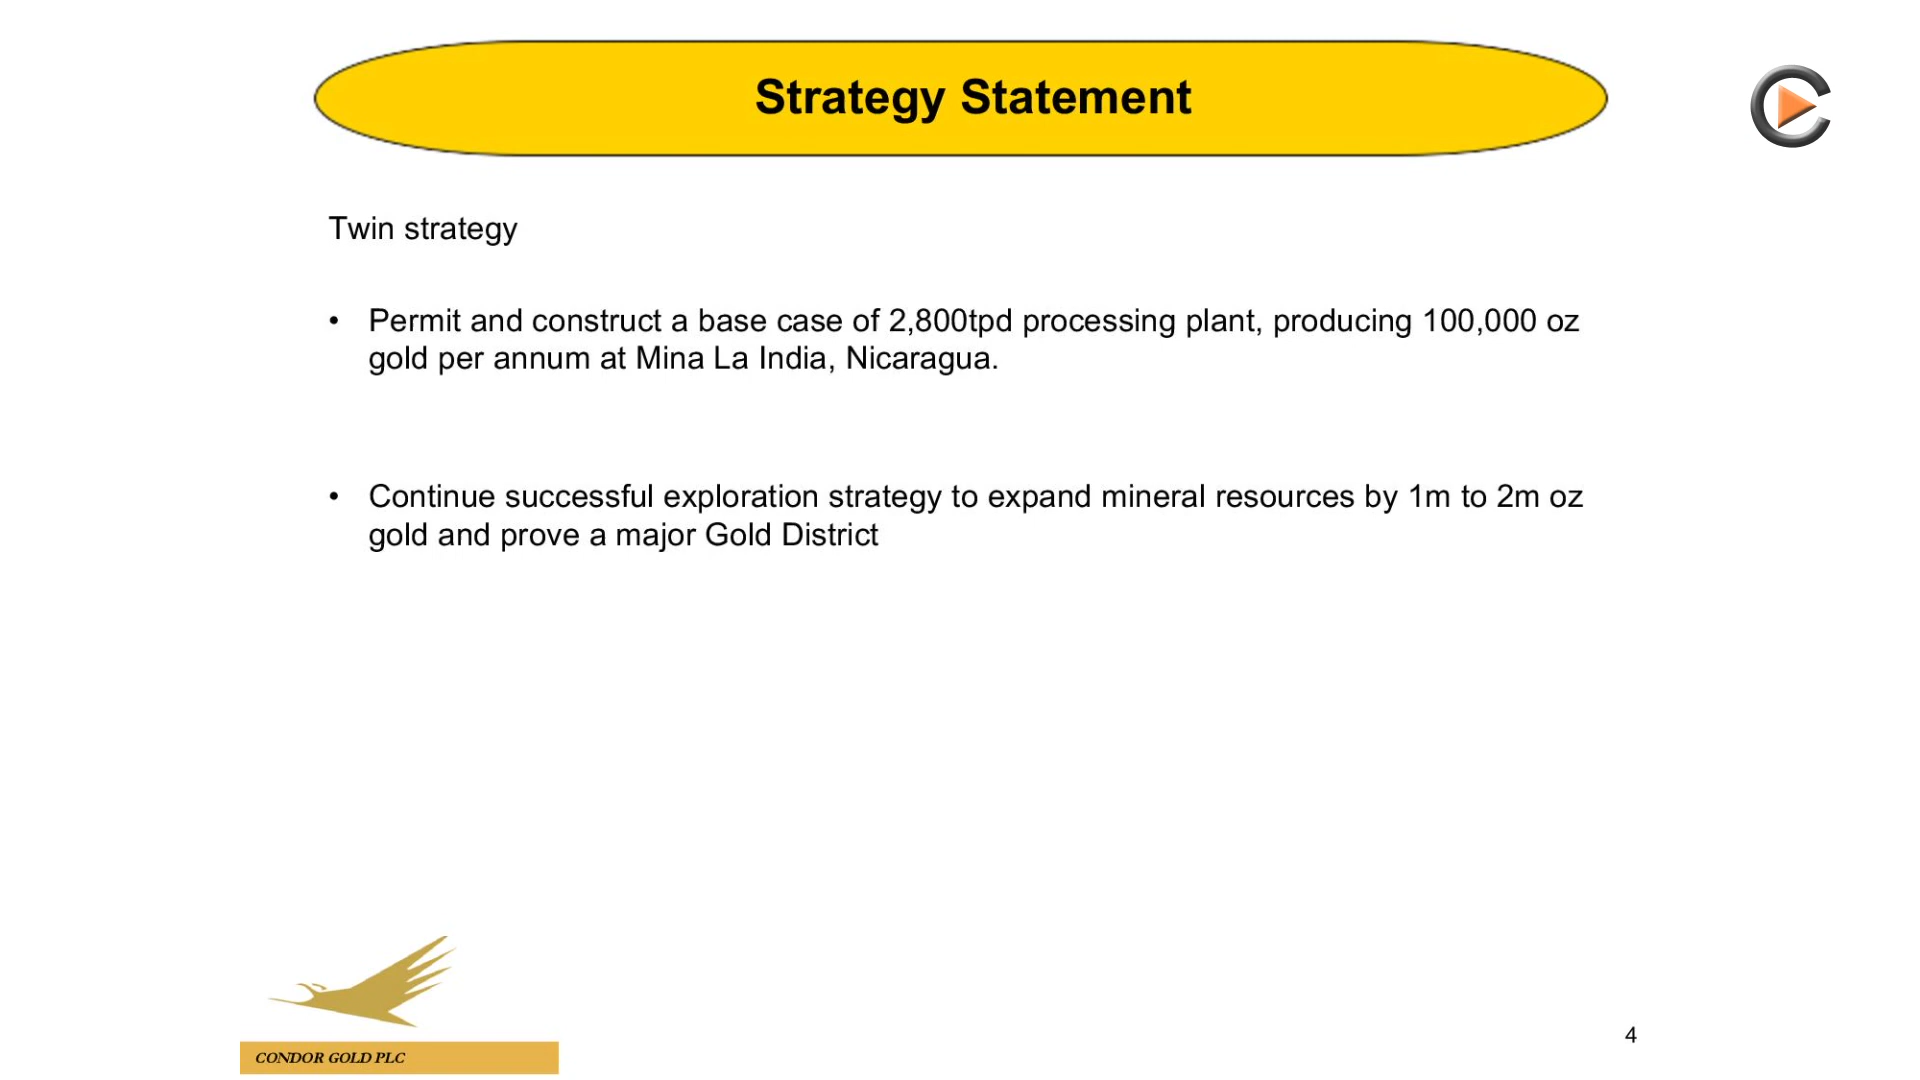 Strategy Statement
Twin strategy
• Permit and construct a base case of 2,800tpd processing plant, producing 100,000 oz
gold per annum at Mina La India, Nicaragua.
• Continue successful exploration strategy to expand mineral resources by 1m to 2m oz
gold and prove a major Gold District
4
CONDOR GOLD PLC